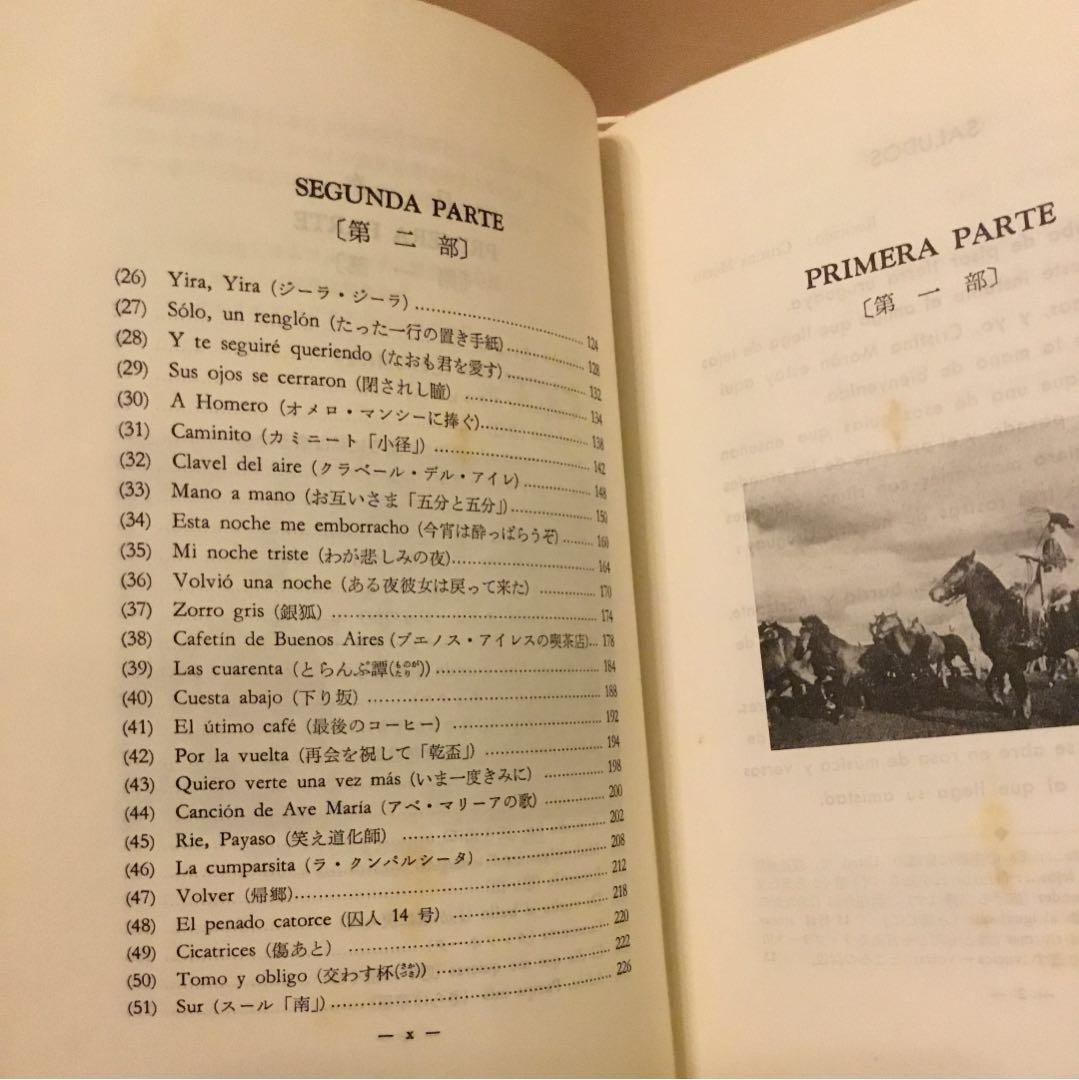 SEGUNDA PARTE
〔第 二 部〕
(26) Yira, Yira (ジーラ・ジーラ) 124
(27) Sólo, un renglón (たった一行の置き手紙) 128
(28) Y te seguiré queriendo (なおも君を愛す) 132
(29) Sus ojos se cerraron (閉されし瞳) 134
(30) A Homero (オメロ・マンシーに捧ぐ) 138
(31) Caminito (カミニート「小径」) 142
(32) Clavel del aire (クラベール・デル・アイレ) 148
(33) Mano a mano (お互いさま「五分と五分」) 150
(34) Esta noche me emborracho (今宵は酔っぱらうぞ) 160
(35) Mi noche triste (わが悲しみの夜) 164
(36) Volvió una noche (ある夜彼女は戻って来た) 170
(37) Zorro gris (銀狐) 174
(38) Cafetín de Buenos Aires (ブエノス・アイレスの喫茶店) 178
(39) Las cuarenta (とらんぷ譚(ものがたり)) 184
(40) Cuesta abajo (下り坂) 188
(41) El útimo café (最後のコーヒー) 192
(42) Por la vuelta (再会を祝して「乾盃」) 194
(43) Quiero verte una vez más (いま一度きみに) 198
(44) Canción de Ave María (アベ・マリーアの歌) 200
(45) Rie, Payaso (笑え道化師) 202
(46) La cumparsita (ラ・クンパルシータ) 208
(47) Volver (帰郷) 212
(48) El penado catorce (囚人 14 号) 218
(49) Cicatrices (傷あと) 220
(50) Tomo y obligo (交わす杯(さかずき)) 222
(51) Sur (スール「南」) 226
— x —
PRIMERA PARTE
〔第 一 部〕